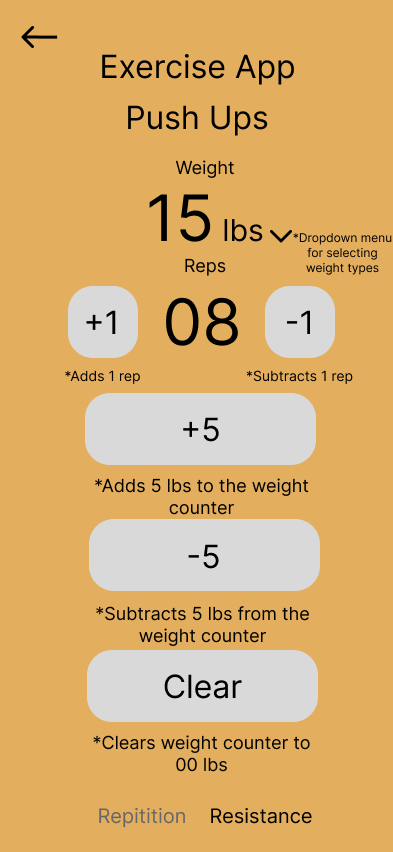 Exercise App
Push Ups
Weight
15 lbs
*Dropdown menu
for selecting
weight types
Reps
+1 08 -1
*Adds 1 rep *Subtracts 1 rep
+5
*Adds 5 lbs to the weight
counter
-5
*Subtracts 5 lbs from the
weight counter
Clear
*Clears weight counter to
00 lbs
Repitition Resistance